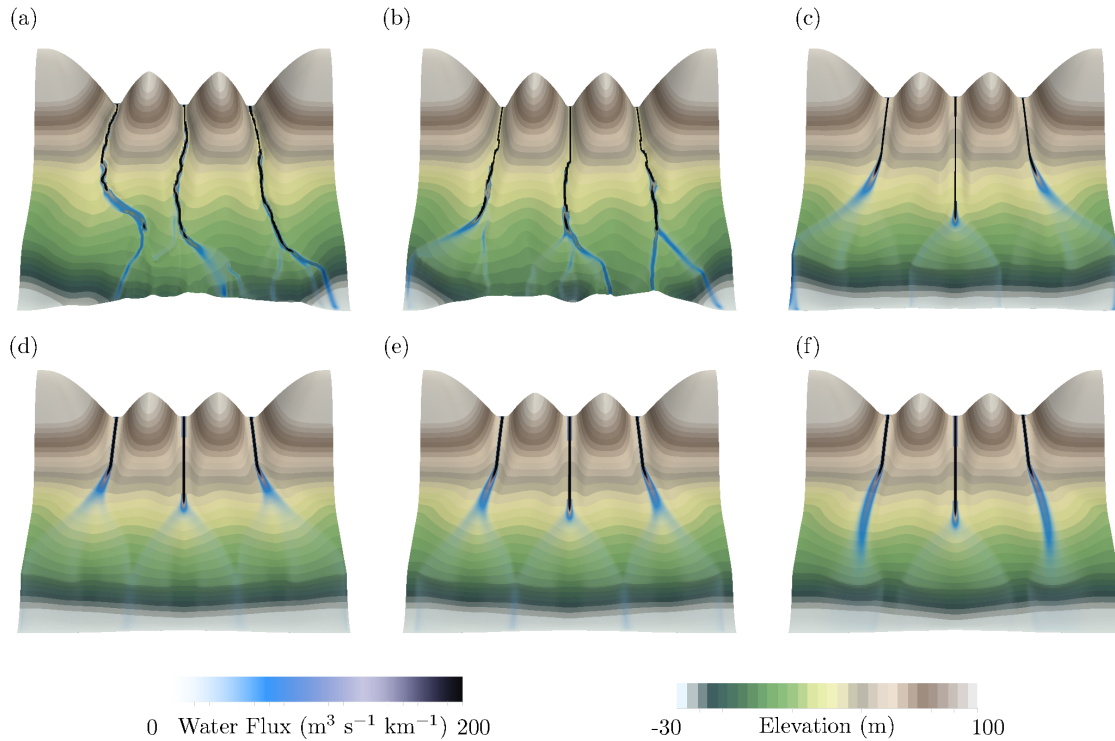 (a) (b) (c)
(d) (e) (f)
0 Water Flux (m³ s⁻¹ km⁻¹) 200
-30 Elevation (m) 100